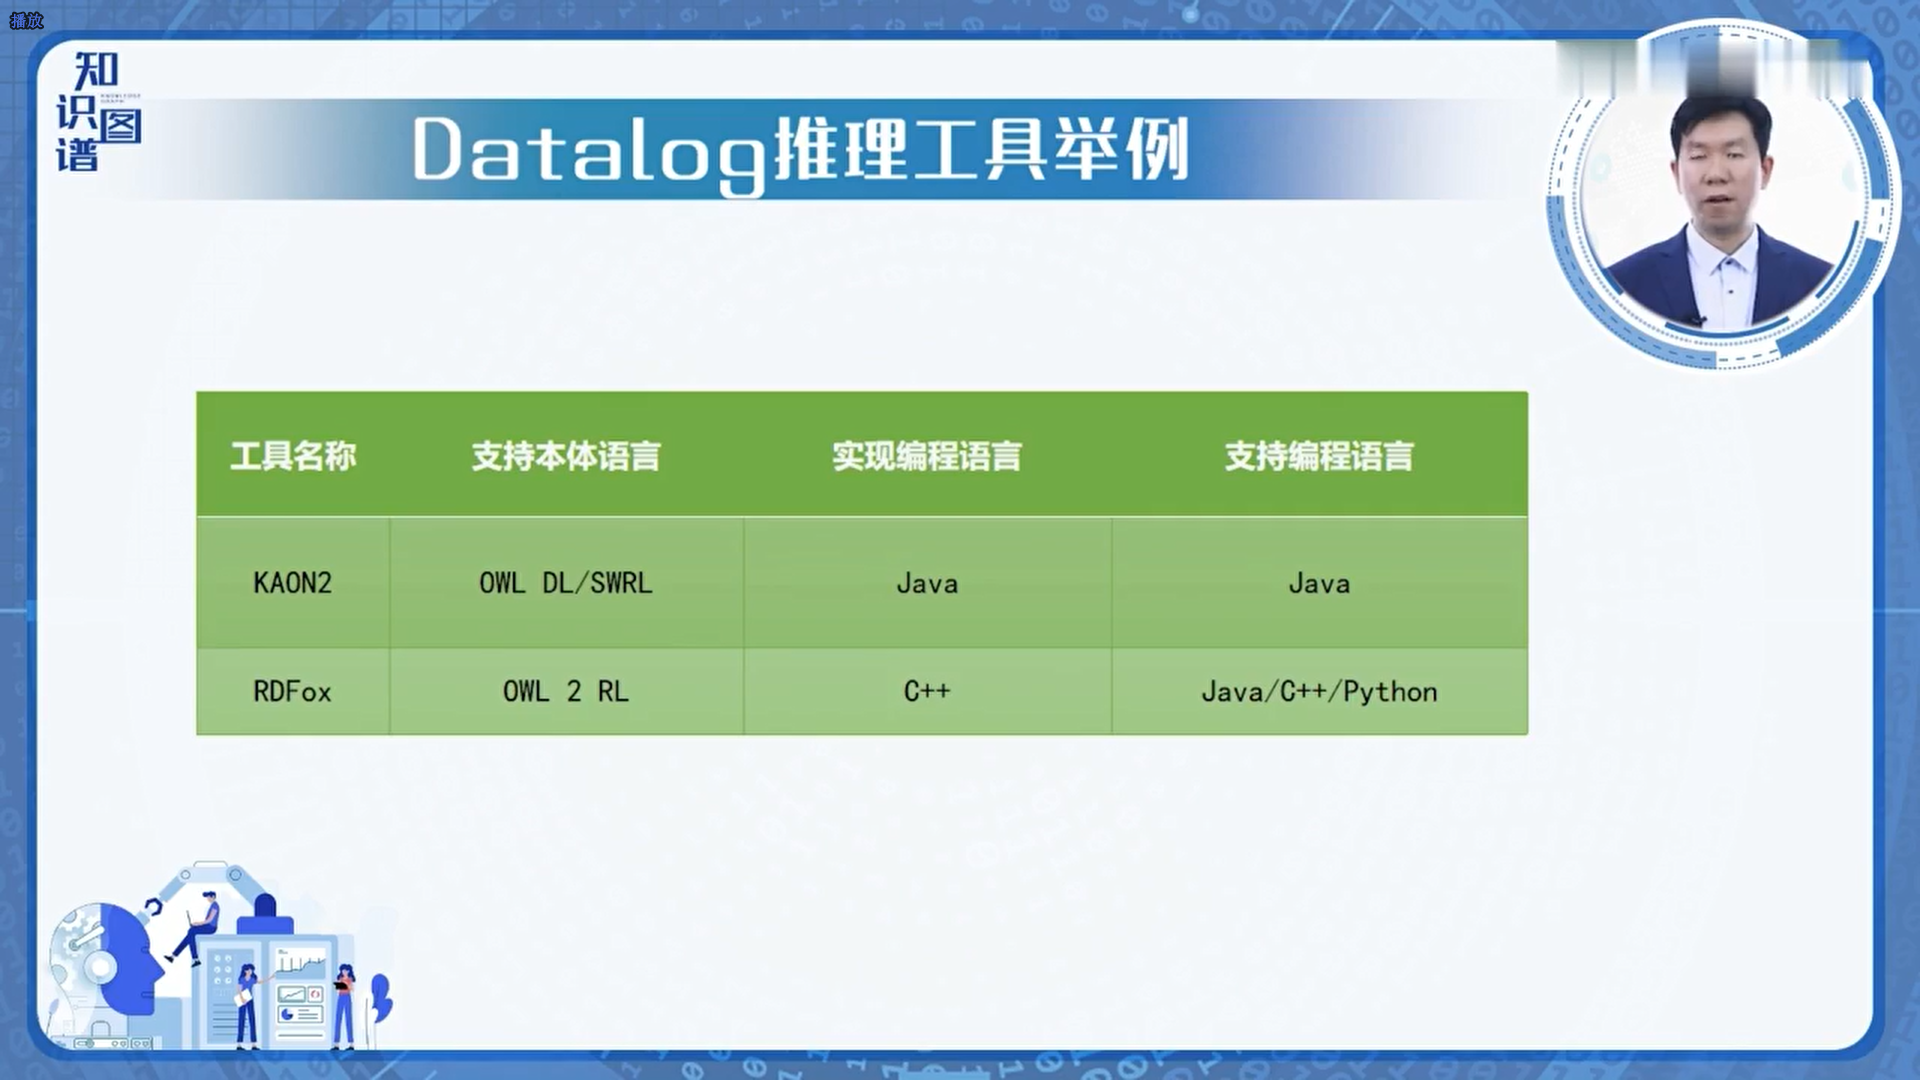 播放
知识图谱
KNOWLEDGE
GRAPH
Datalog推理工具举例
工具名称 支持本体语言 实现编程语言 支持编程语言
KAON2 OWL DL/SWRL Java Java
RDFox OWL 2 RL C++ Java/C++/Python